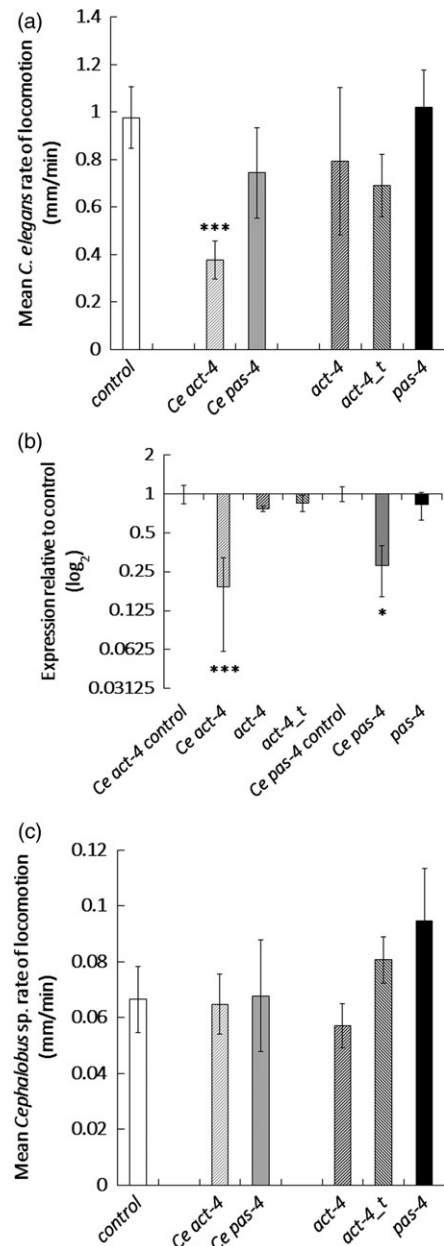 (a)
Mean C. elegans rate of locomotion
(mm/min)
1.4
1.2
1
0.8
0.6
0.4
0.2
0
***
control
Ce act-4
Ce pas-4
act-4
act-4_t
pas-4
(b)
Expression relative to control
(log2)
2
1
0.5
0.25
0.125
0.0625
0.03125
***
*
Ce act-4 control
Ce act-4
act-4
act-4_t
Ce pas-4 control
Ce pas-4
pas-4
(c)
Mean Cephalobus sp. rate of locomotion
(mm/min)
0.12
0.1
0.08
0.06
0.04
0.02
0
control
Ce act-4
Ce pas-4
act-4
act-4_t
pas-4